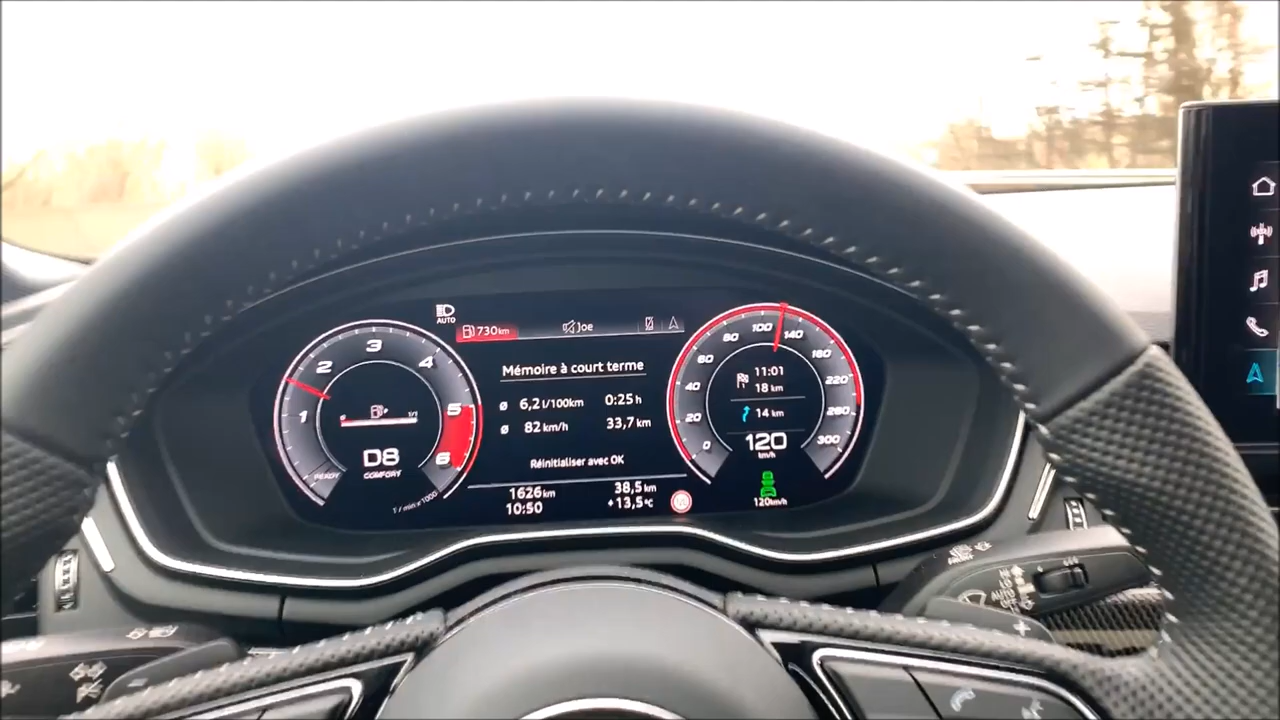 AUTO
730km
Joe
1
2
3
4
5
6
READY
1/1
D8
COMFORT
1 / min x 1000
Mémoire à court terme
ø 6,2 l/100km 0:25 h
ø 82 km/h 33,7 km
Réinitialiser avec OK
1626 km 38,5 km
10:50 +13,5 °C
0
20
40
60
80
100
140
180
220
260
300
11:01
18 km
14 km
120
km/h
120km/h